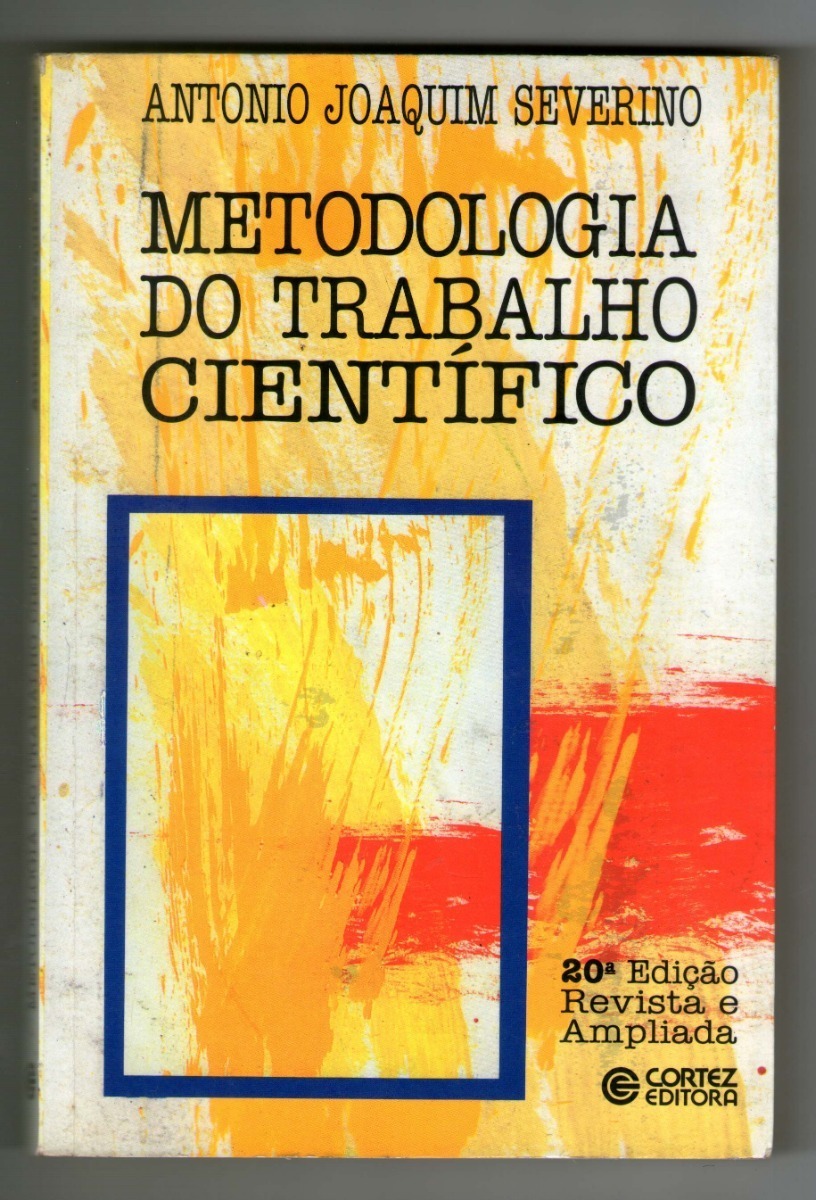 ANTONIO JOAQUIM SEVERINO
METODOLOGIA
DO TRABALHO
CIENTÍFICO
20ª Edição
Revista e
Ampliada
CORTEZ
EDITORA